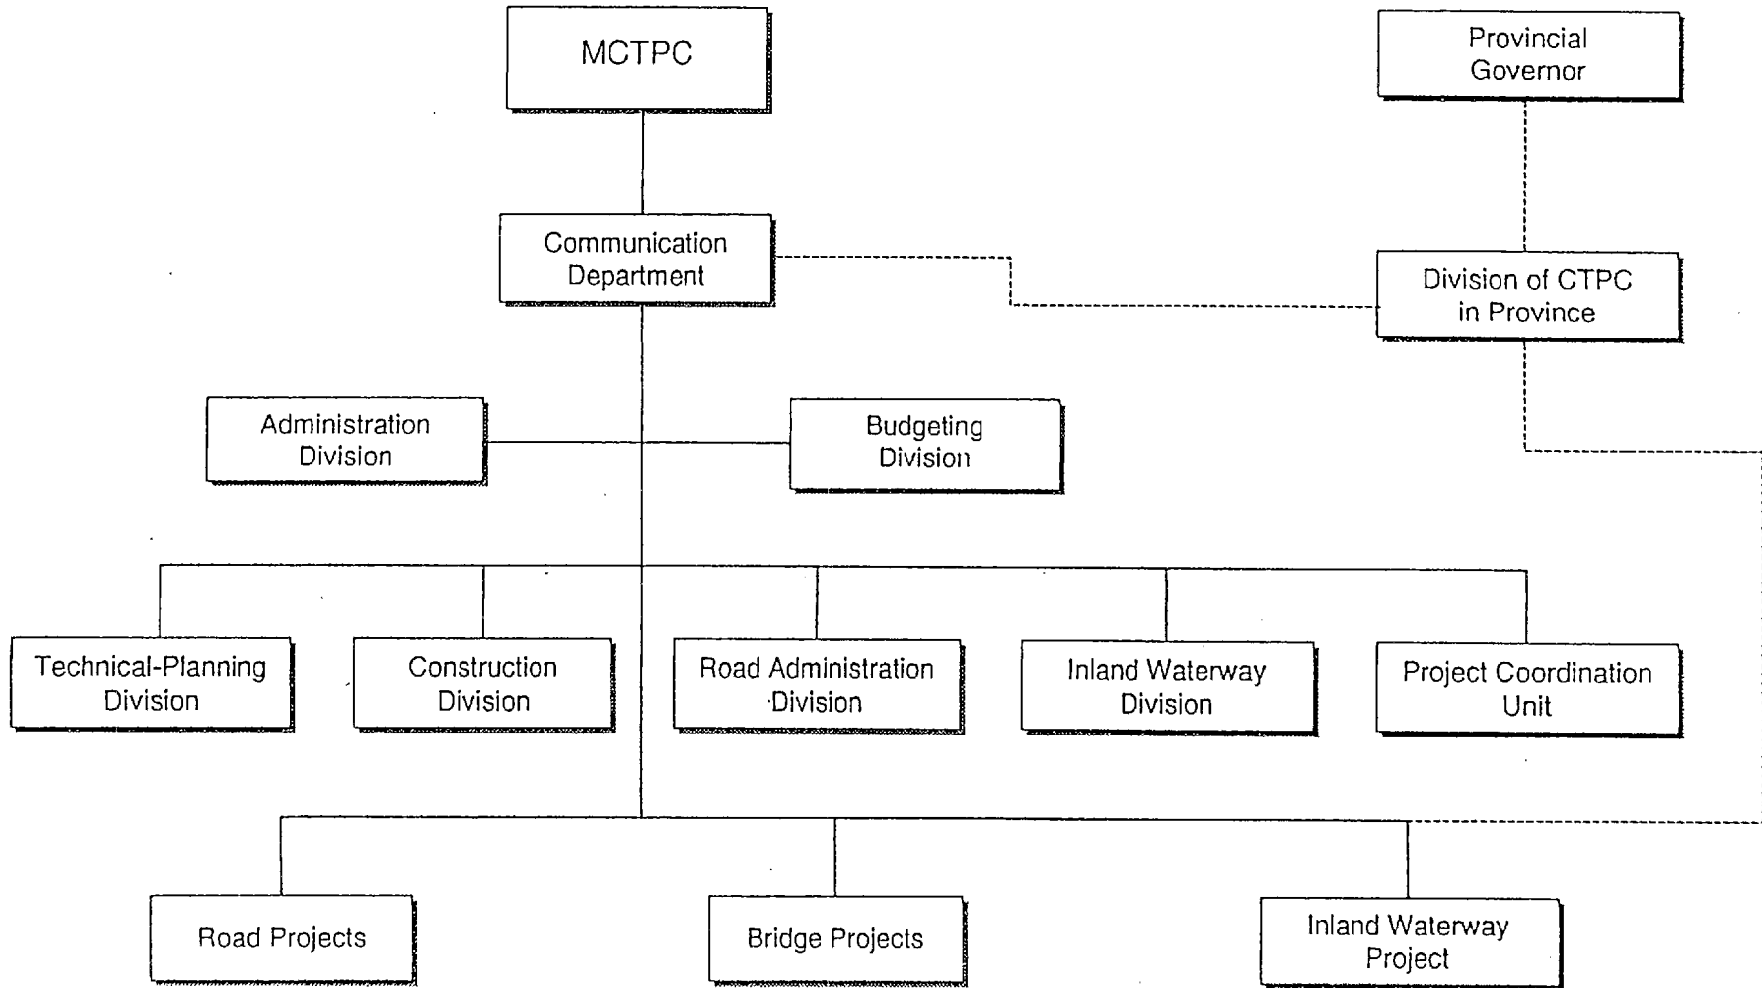 MCTPC
Provincial
Governor
Communication
Department
Division of CTPC
in Province
Administration
Division
Budgeting
Division
Technical-Planning
Division
Construction
Division
Road Administration
Division
Inland Waterway
Division
Project Coordination
Unit
Road Projects
Bridge Projects
Inland Waterway
Project